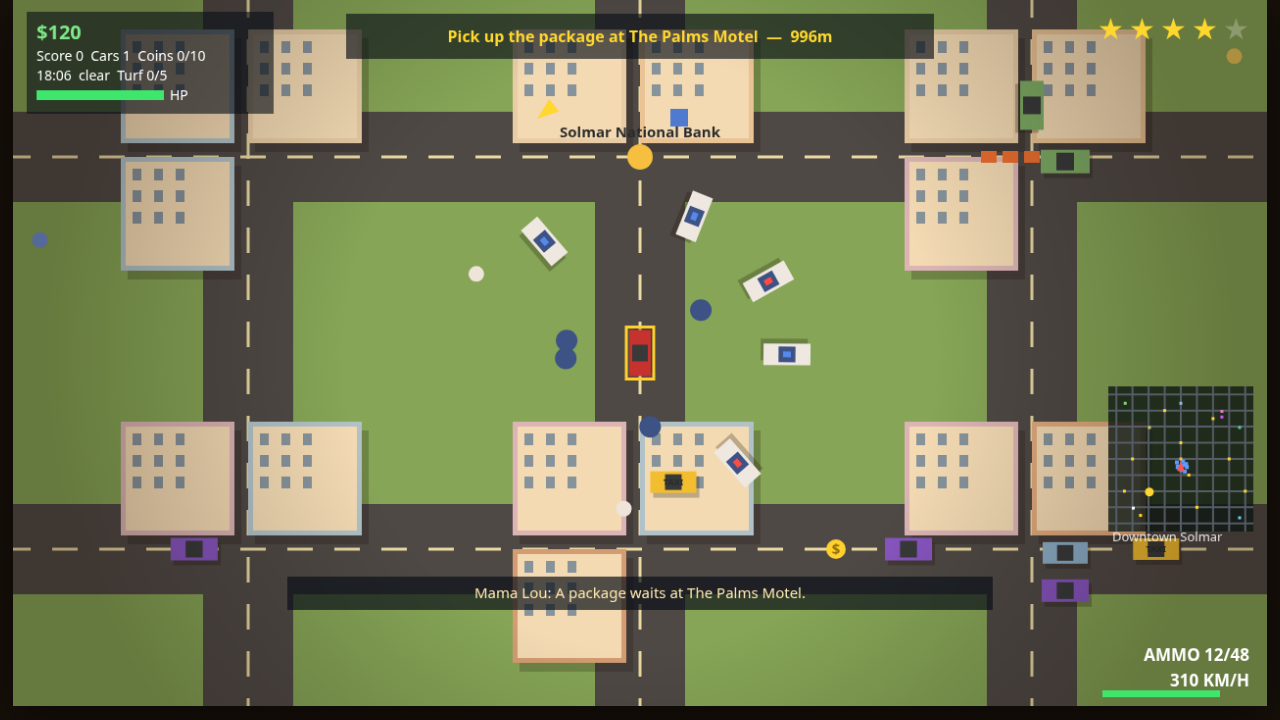 $120
Score 0 Cars 1 Coins 0/10
18:06 clear Turf 0/5
HP
Pick up the package at The Palms Motel — 996m
Solmar National Bank
TAXI
$
Downtown Solmar
Mama Lou: A package waits at The Palms Motel.
AMMO 12/48
310 KM/H